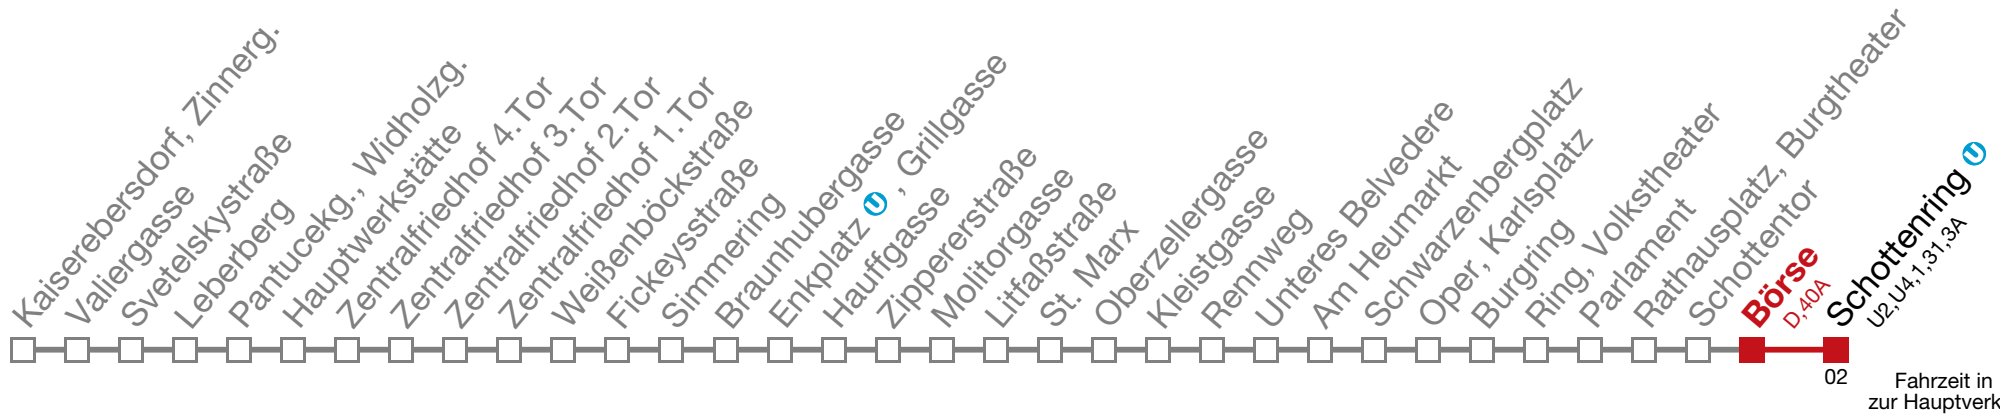 Kaiserebersdorf, Zinnerg.
Valiergasse
Svetelskystraße
Leberberg
Pantucekg., Widholzg.
Hauptwerkstätte
Zentralfriedhof 4.Tor
Zentralfriedhof 3.Tor
Zentralfriedhof 2.Tor
Zentralfriedhof 1.Tor
Weißenböckstraße
Fickeysstraße
Simmering
Braunhubergasse
Enkplatz U, Grillgasse
Hauffgasse
Zippererstraße
Molitorgasse
Litfaßstraße
St. Marx
Oberzellergasse
Kleistgasse
Rennweg
Unteres Belvedere
Am Heumarkt
Schwarzenbergplatz
Oper, Karlsplatz
Burgring
Ring, Volkstheater
Parlament
Rathausplatz, Burgtheater
Schottentor
Börse
D,40A
Schottenring U
U2,U4,1,31,3A
02
Fahrzeit in
zur Hauptverk